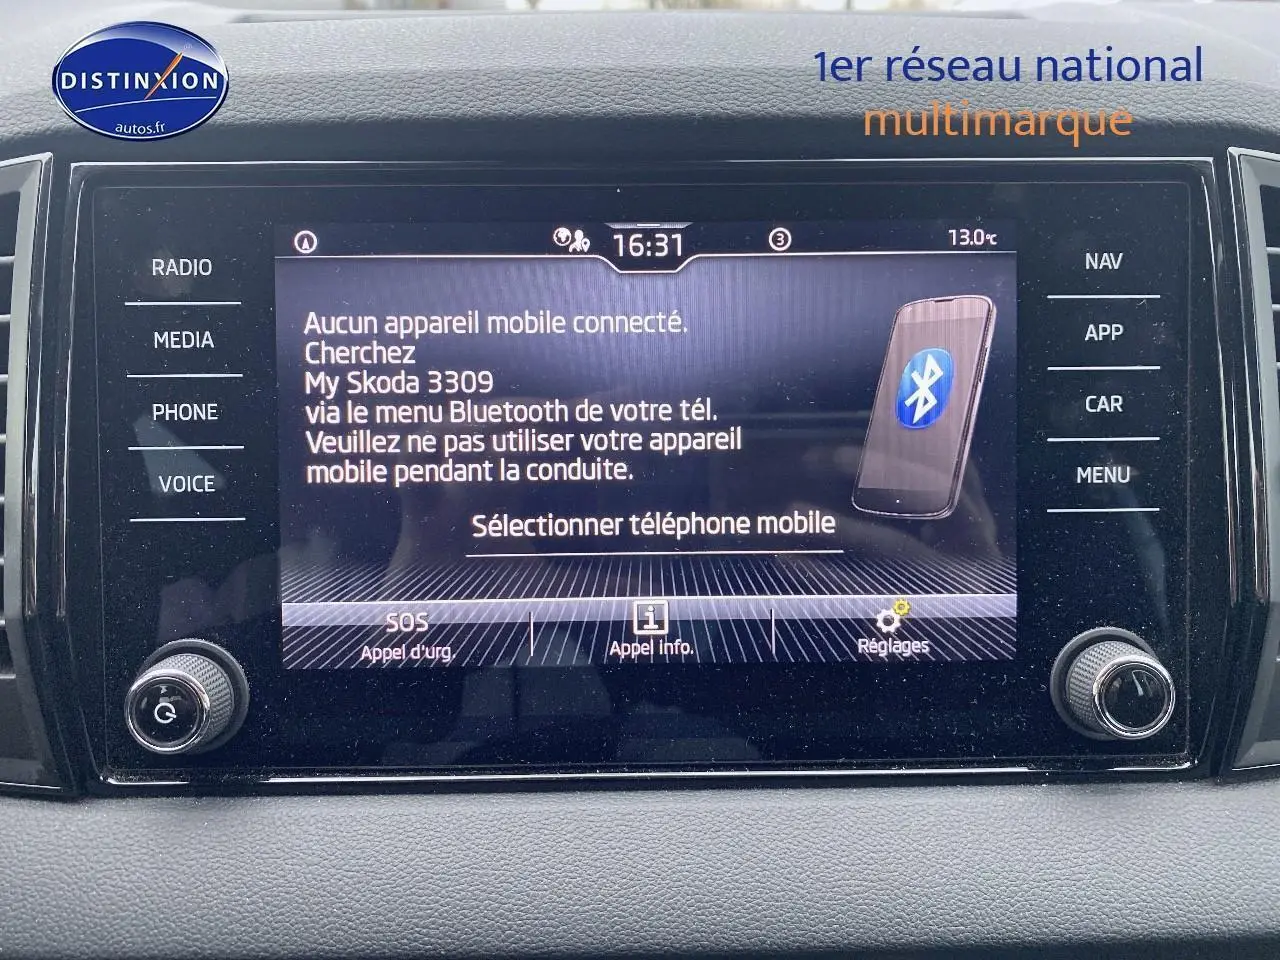 DISTINXION
autos.fr
1er réseau national
multimarque
16:31
3
13.0°c
RADIO
MEDIA
PHONE
VOICE
Aucun appareil mobile connecté.
Cherchez
My Skoda 3309
via le menu Bluetooth de votre tél.
Veuillez ne pas utiliser votre appareil
mobile pendant la conduite.
Sélectionner téléphone mobile
SOS
Appel d'urg.
i
Appel info.
Réglages
NAV
APP
CAR
MENU